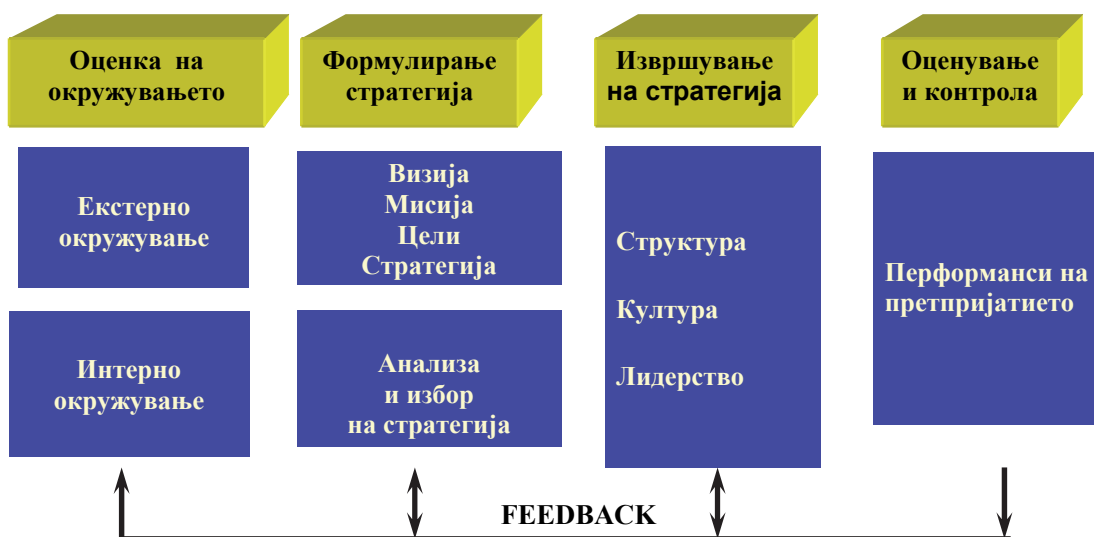 Оценка на
окружувањето
Формулирање
стратегија
Извршување
на стратегија
Оценување
и контрола
Екстерно
окружување
Интерно
окружување
Визија
Мисија
Цели
Стратегија
Анализа
и избор
на стратегија
Структура
Култура
Лидерство
Перформанси на
претпријатието
FEEDBACK